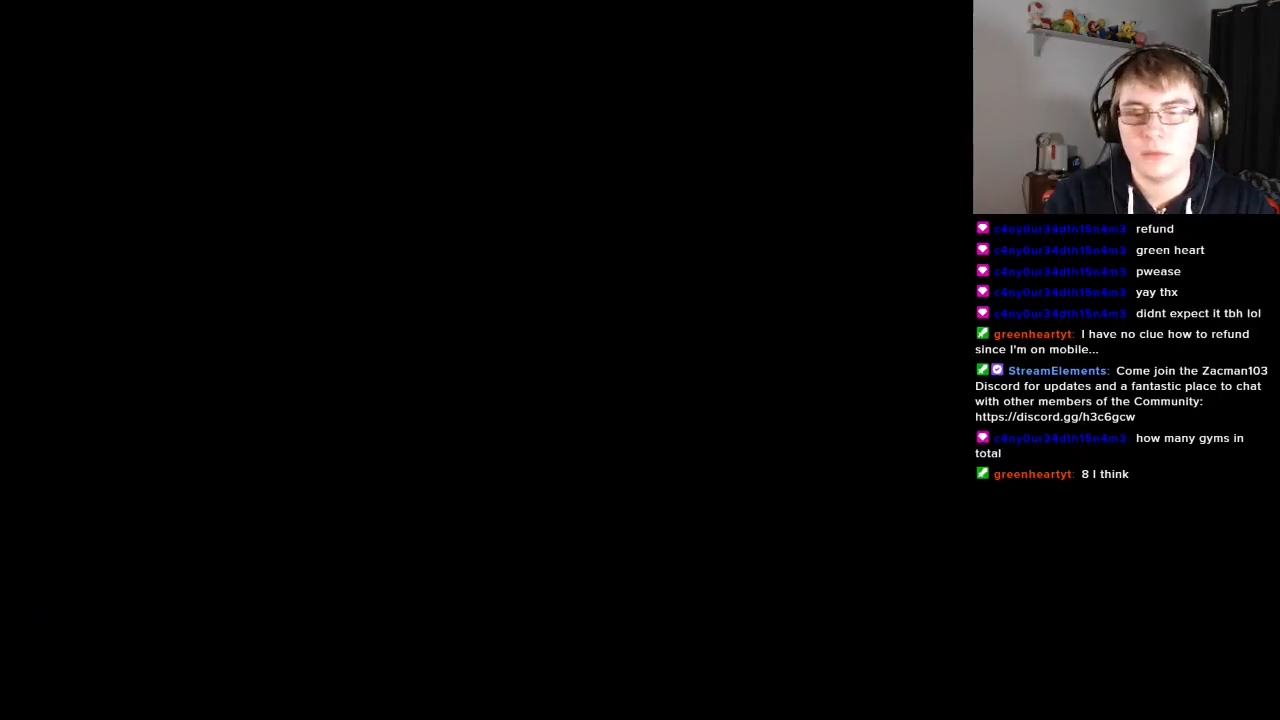 refund
green heart
pwease
yay thx
didnt expect it tbh lol
greenheartyt: I have no clue how to refund
since I'm on mobile...
StreamElements: Come join the Zacman103
Discord for updates and a fantastic place to chat
with other members of the Community:
https://discord.gg/h3c6gcw
how many gyms in
total
greenheartyt: 8 I think